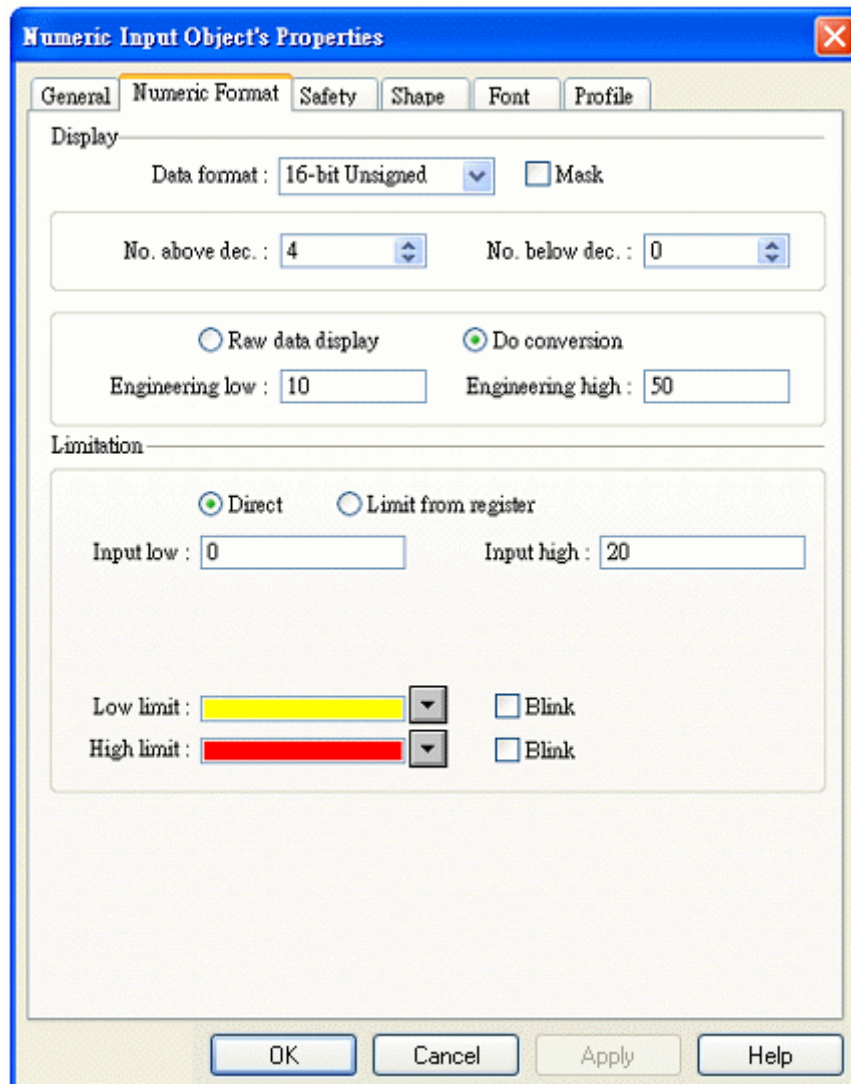 Numeric Input Object's Properties
General Numeric Format Safety Shape Font Profile
Display
Data format : 16-bit Unsigned Mask
No. above dec. : 4 No. below dec. : 0
Raw data display Do conversion
Engineering low : 10 Engineering high : 50
Limitation
Direct Limit from register
Input low : 0 Input high : 20
Low limit : Blink
High limit : Blink
OK Cancel Apply Help